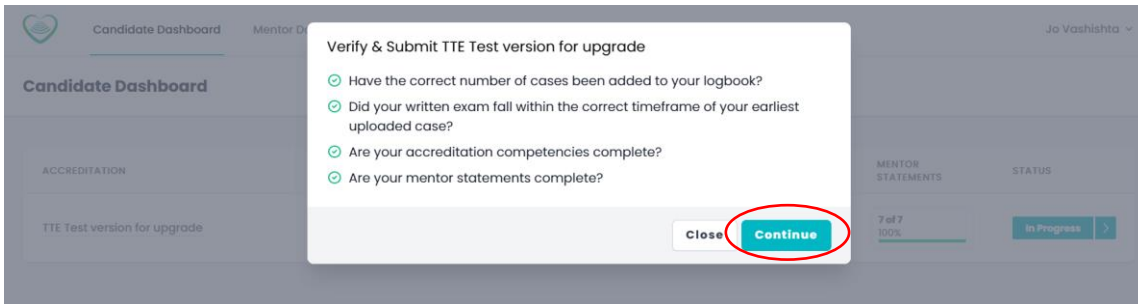 Candidate Dashboard Mentor D
Jo Vashishta
Candidate Dashboard
Verify & Submit TTE Test version for upgrade
Have the correct number of cases been added to your logbook?
Did your written exam fall within the correct timeframe of your earliest
uploaded case?
Are your accreditation competencies complete?
Are your mentor statements complete?
Close Continue
ACCREDITATION
MENTOR
STATEMENTS
STATUS
TTE Test version for upgrade
7 of 7
100%
In Progress